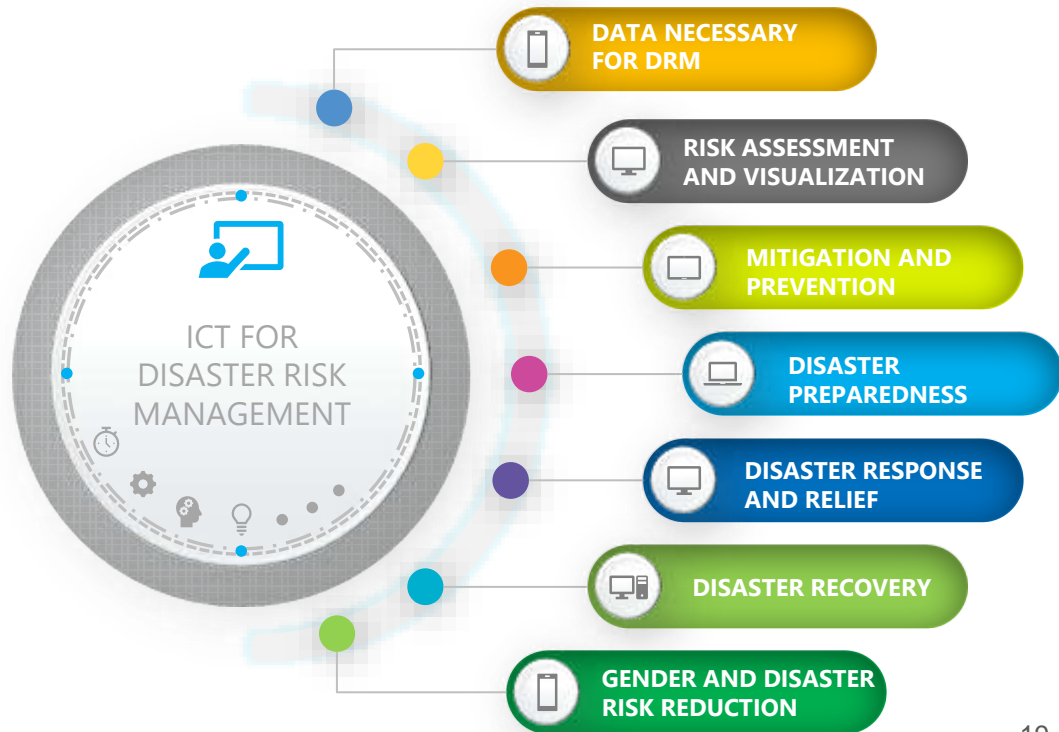 DATA NECESSARY
FOR DRM
RISK ASSESSMENT
AND VISUALIZATION
MITIGATION AND
PREVENTION
ICT FOR
DISASTER RISK
MANAGEMENT
DISASTER
PREPAREDNESS
DISASTER RESPONSE
AND RELIEF
DISASTER RECOVERY
GENDER AND DISASTER
RISK REDUCTION